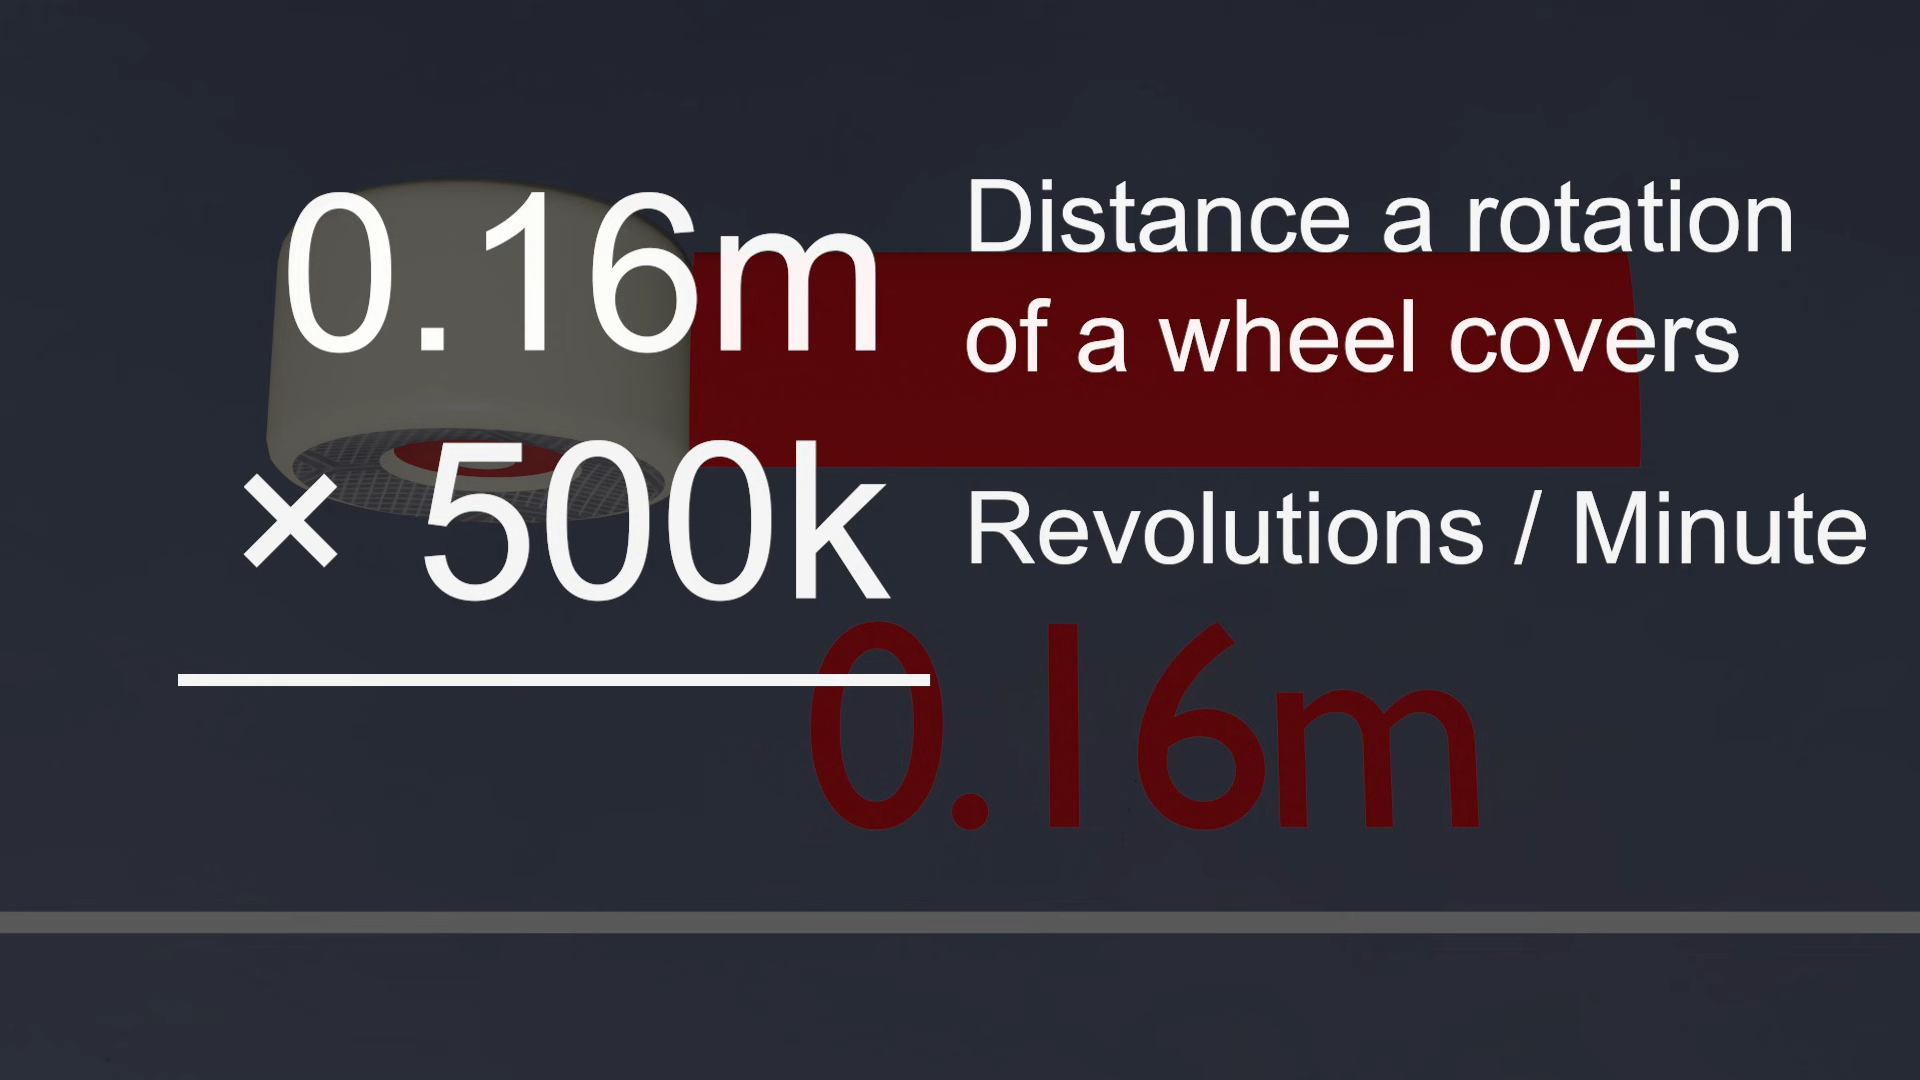 0.16m
Distance a rotation
of a wheel covers
× 500k
Revolutions / Minute
0.16m